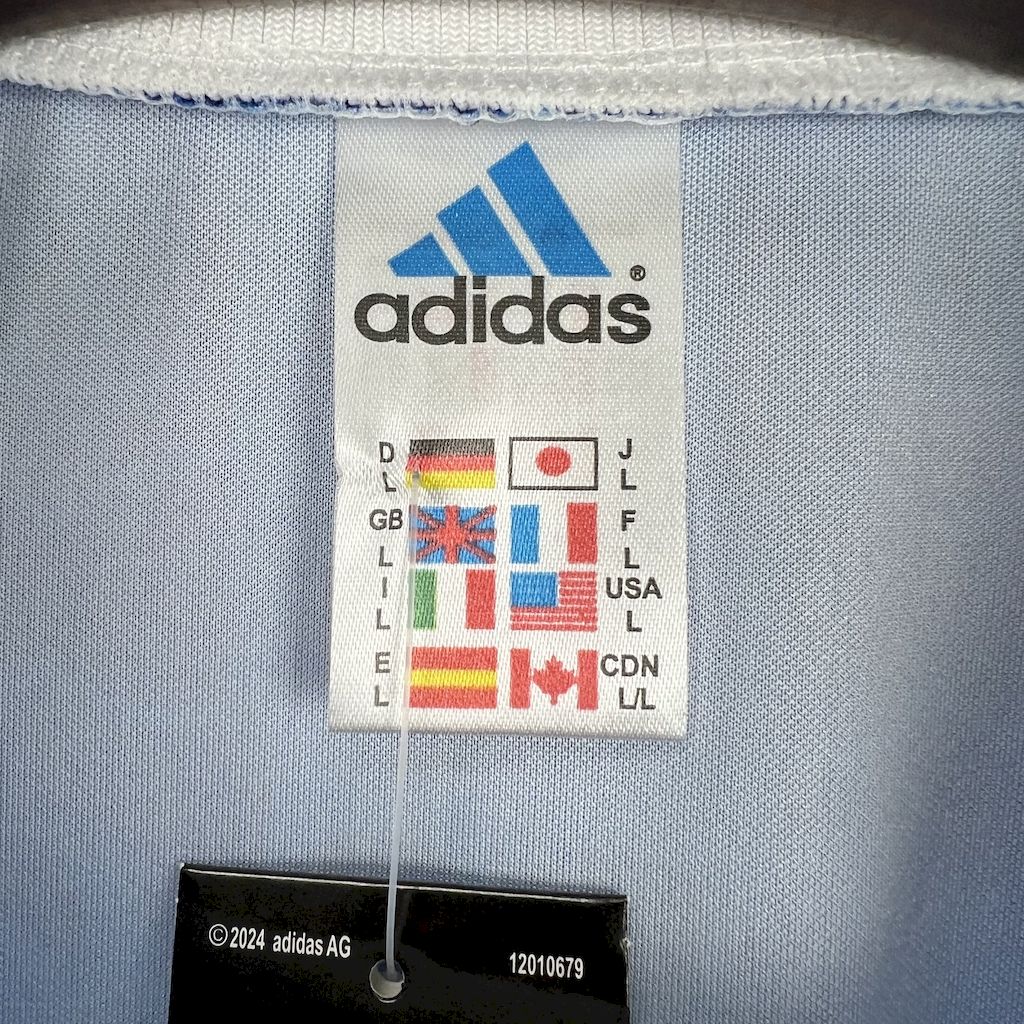 adidas®
D J
L L
GB F
L L
I USA
L L
E CDN
L L/L
©2024 adidas AG 12010679